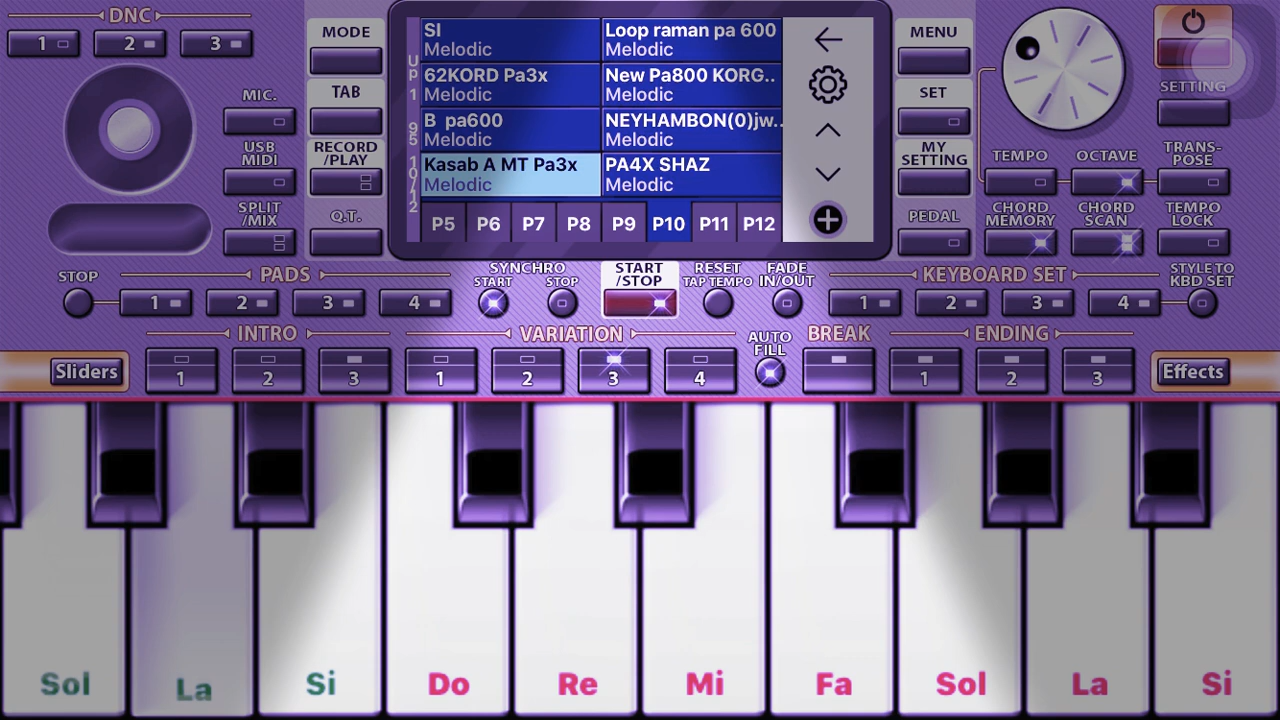 DNC
1 2 3
MIC.
USB
MIDI
SPLIT
/MIX
MODE
TAB
RECORD
/PLAY
Q.T.
Up 1
95
10/12
SI
Melodic
Loop raman pa 600
Melodic
62KORD Pa3x
Melodic
New Pa800 KORG..
Melodic
B pa600
Melodic
NEYHAMBON(0)jw..
Melodic
Kasab A MT Pa3x
Melodic
PA4X SHAZ
Melodic
P5 P6 P7 P8 P9 P10 P11 P12
MENU
SET
MY
SETTING
PEDAL
SETTING
TEMPO
OCTAVE
TRANS-
POSE
CHORD
MEMORY
CHORD
SCAN
TEMPO
LOCK
STOP
PADS
1 2 3 4
SYNCHRO
START STOP
START
/STOP
RESET
TAP TEMPO
FADE
IN/OUT
KEYBOARD SET
1 2 3 4
STYLE TO
KBD SET
Sliders
INTRO
1 2 3
VARIATION
1 2 3 4
AUTO
FILL
BREAK
ENDING
1 2 3
Effects
Sol La Si Do Re Mi Fa Sol La Si